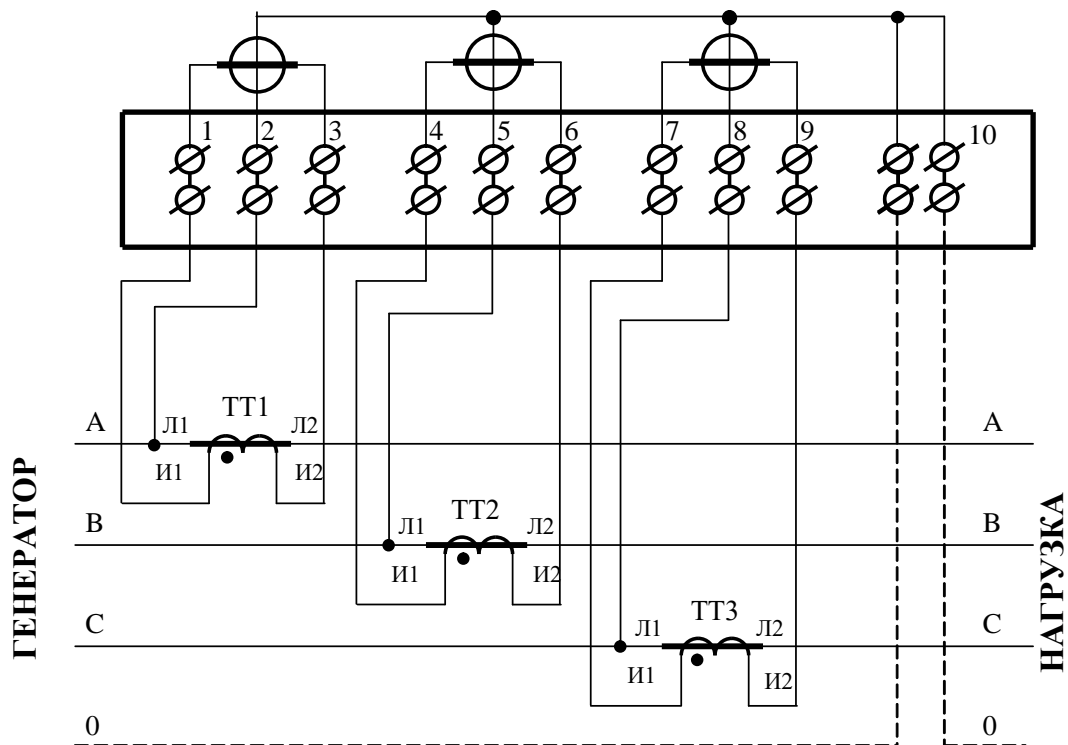 1 2 3 4 5 6 7 8 9 10
А Л1 ТТ1 Л2 А
И1 И2
В Л1 ТТ2 Л2 В
И1 И2
С Л1 ТТ3 Л2 С
И1 И2
0 0
ГЕНЕРАТОР
НАГРУЗКА